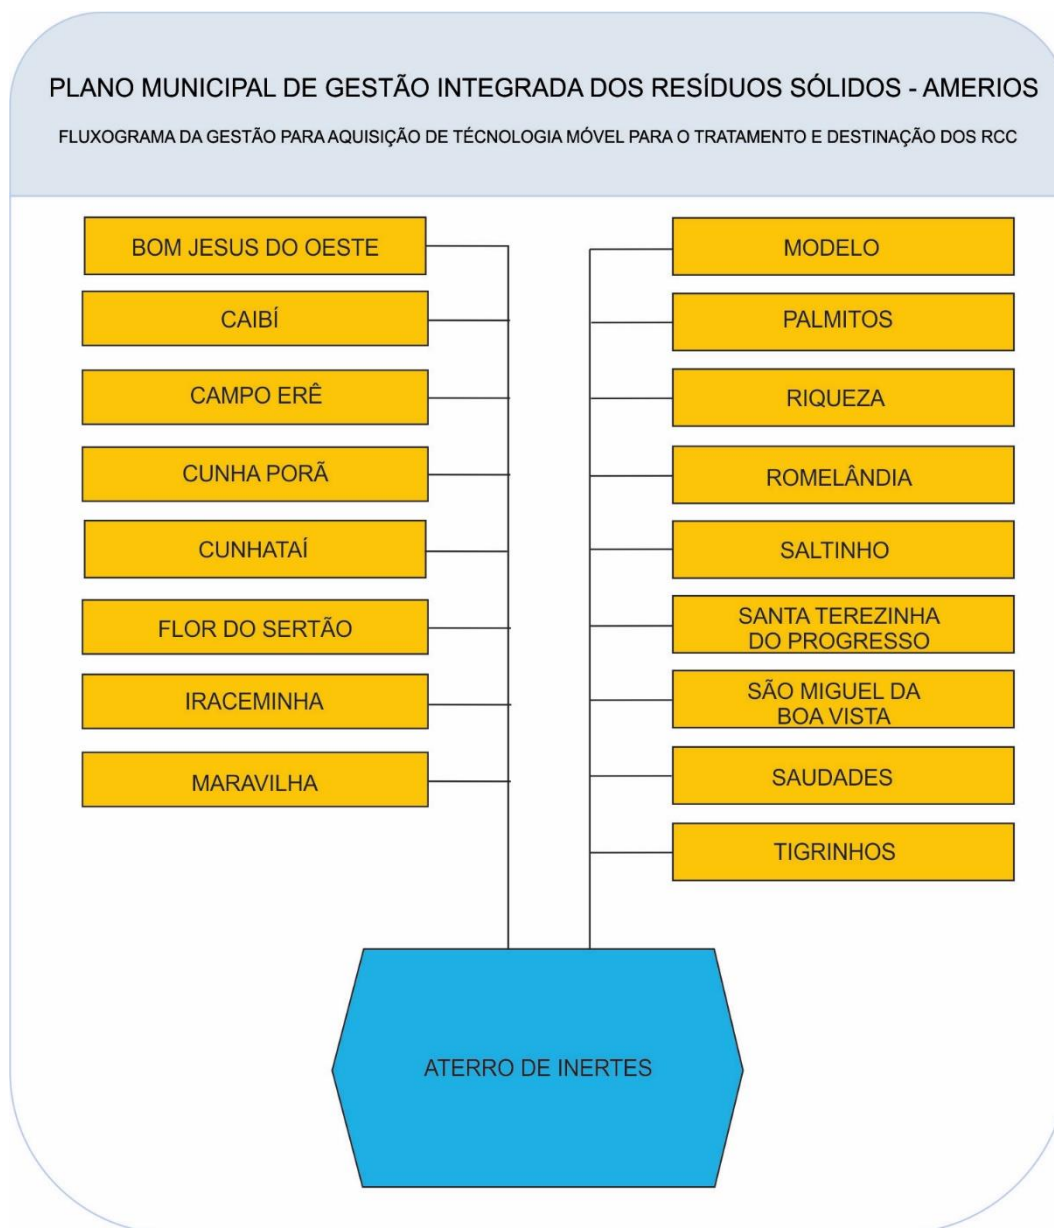 PLANO MUNICIPAL DE GESTÃO INTEGRADA DOS RESÍDUOS SÓLIDOS - AMERIOS
FLUXOGRAMA DA GESTÃO PARA AQUISIÇÃO DE TÉCNOLOGIA MÓVEL PARA O TRATAMENTO E DESTINAÇÃO DOS RCC
BOM JESUS DO OESTE
CAIBÍ
CAMPO ERÊ
CUNHA PORÃ
CUNHATAÍ
FLOR DO SERTÃO
IRACEMINHA
MARAVILHA
MODELO
PALMITOS
RIQUEZA
ROMELÂNDIA
SALTINHO
SANTA TEREZINHA
DO PROGRESSO
SÃO MIGUEL DA
BOA VISTA
SAUDADES
TIGRINHOS
ATERRO DE INERTES